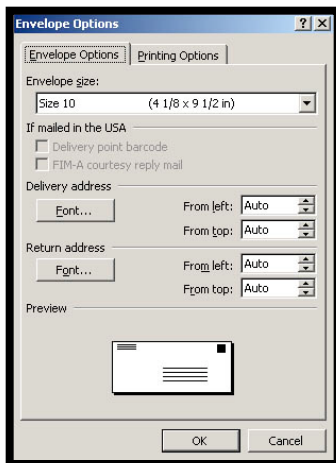 Envelope Options
Envelope Options Printing Options
Envelope size:
Size 10 (4 1/8 x 9 1/2 in)
If mailed in the USA
Delivery point barcode
FIM-A courtesy reply mail
Delivery address
Font... From left: Auto
From top: Auto
Return address
Font... From left: Auto
From top: Auto
Preview
OK Cancel